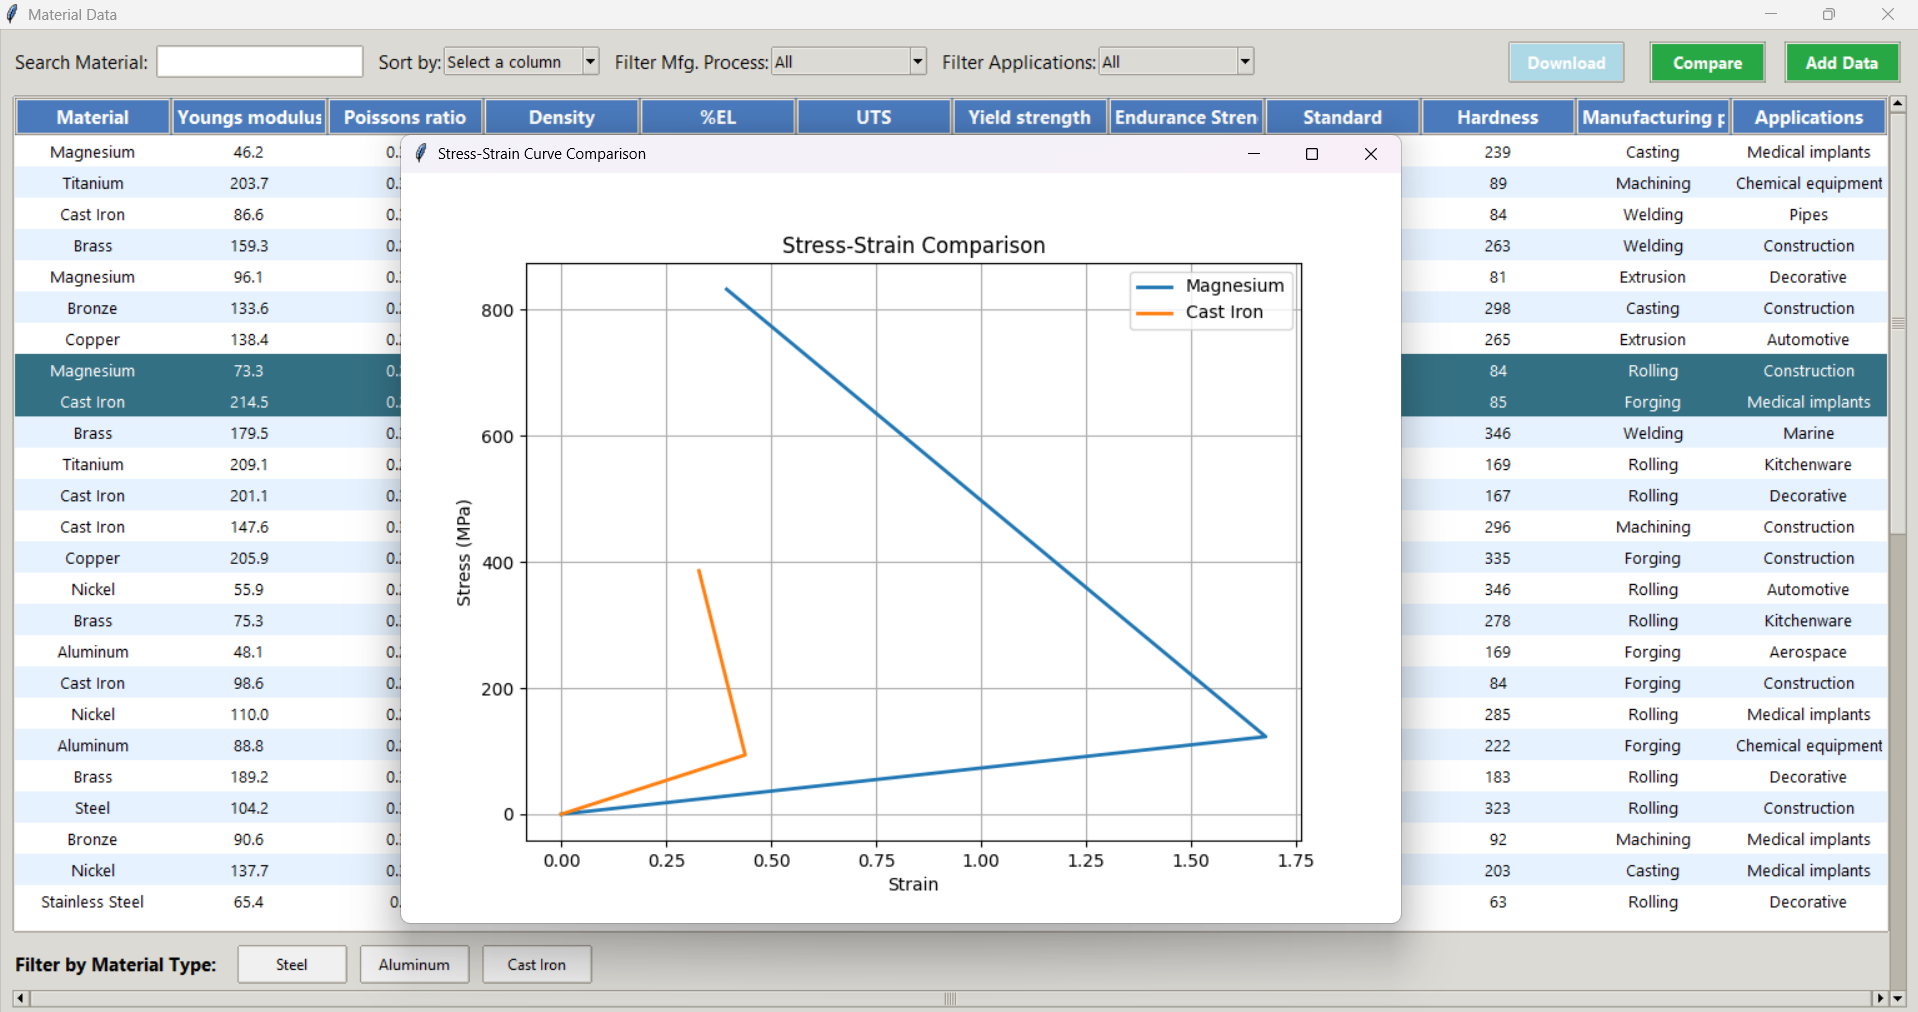 Material Data
Search Material: Sort by: Select a column Filter Mfg. Process: All Filter Applications: All Download Compare Add Data
Material Youngs modulus Poissons ratio Density %EL UTS Yield strength Endurance Stren Standard Hardness Manufacturing p Applications
Magnesium 46.2 0. 239 Casting Medical implants
Titanium 203.7 0. 89 Machining Chemical equipment
Cast Iron 86.6 0. 84 Welding Pipes
Brass 159.3 0. 263 Welding Construction
Magnesium 96.1 0. 81 Extrusion Decorative
Bronze 133.6 0. 298 Casting Construction
Copper 138.4 0. 265 Extrusion Automotive
Magnesium 73.3 0. 84 Rolling Construction
Cast Iron 214.5 0. 85 Forging Medical implants
Brass 179.5 0. 346 Welding Marine
Titanium 209.1 0. 169 Rolling Kitchenware
Cast Iron 201.1 0. 167 Rolling Decorative
Cast Iron 147.6 0. 296 Machining Construction
Copper 205.9 0. 335 Forging Construction
Nickel 55.9 0. 346 Rolling Automotive
Brass 75.3 0. 278 Rolling Kitchenware
Aluminum 48.1 0. 169 Forging Aerospace
Cast Iron 98.6 0. 84 Forging Construction
Nickel 110.0 0. 285 Rolling Medical implants
Aluminum 88.8 0. 222 Forging Chemical equipment
Brass 189.2 0. 183 Rolling Decorative
Steel 104.2 0. 323 Rolling Construction
Bronze 90.6 0. 92 Machining Medical implants
Nickel 137.7 0. 203 Casting Medical implants
Stainless Steel 65.4 0. 63 Rolling Decorative
Stress-Strain Curve Comparison
Stress-Strain Comparison
Magnesium
Cast Iron
800
600
400
200
0
Stress (MPa)
0.00 0.25 0.50 0.75 1.00 1.25 1.50 1.75
Strain
Filter by Material Type: Steel Aluminum Cast Iron